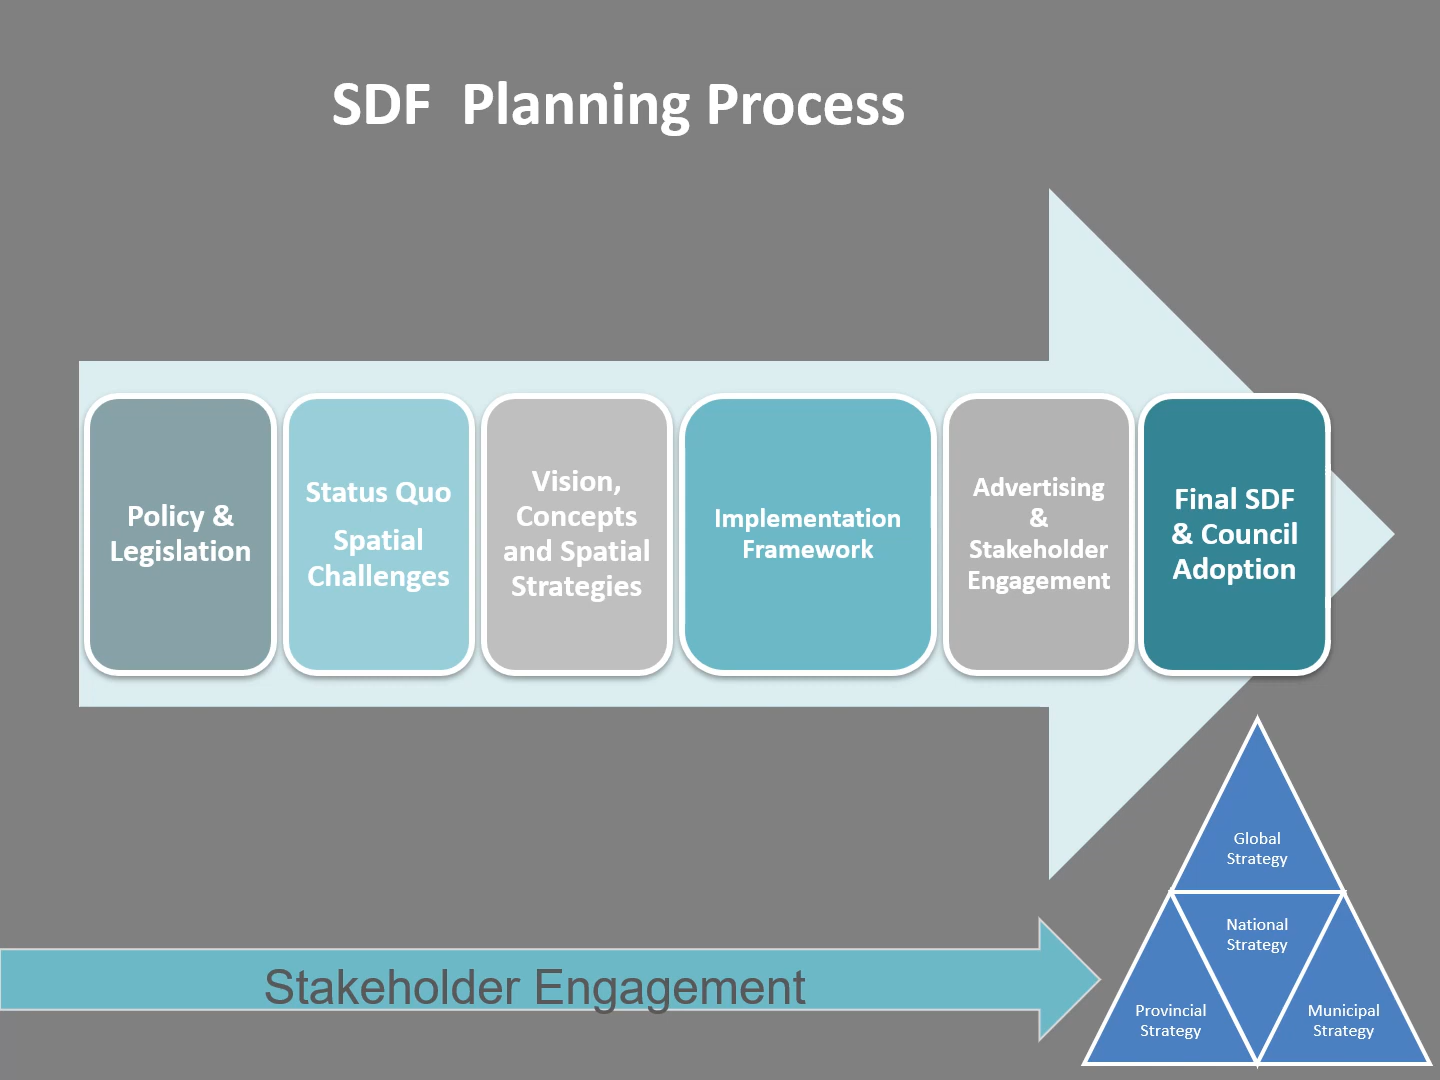 SDF Planning Process
Policy &
Legislation
Status Quo
Spatial
Challenges
Vision,
Concepts
and Spatial
Strategies
Implementation
Framework
Advertising
&
Stakeholder
Engagement
Final SDF
& Council
Adoption
Global
Strategy
National
Strategy
Provincial
Strategy
Municipal
Strategy
Stakeholder Engagement